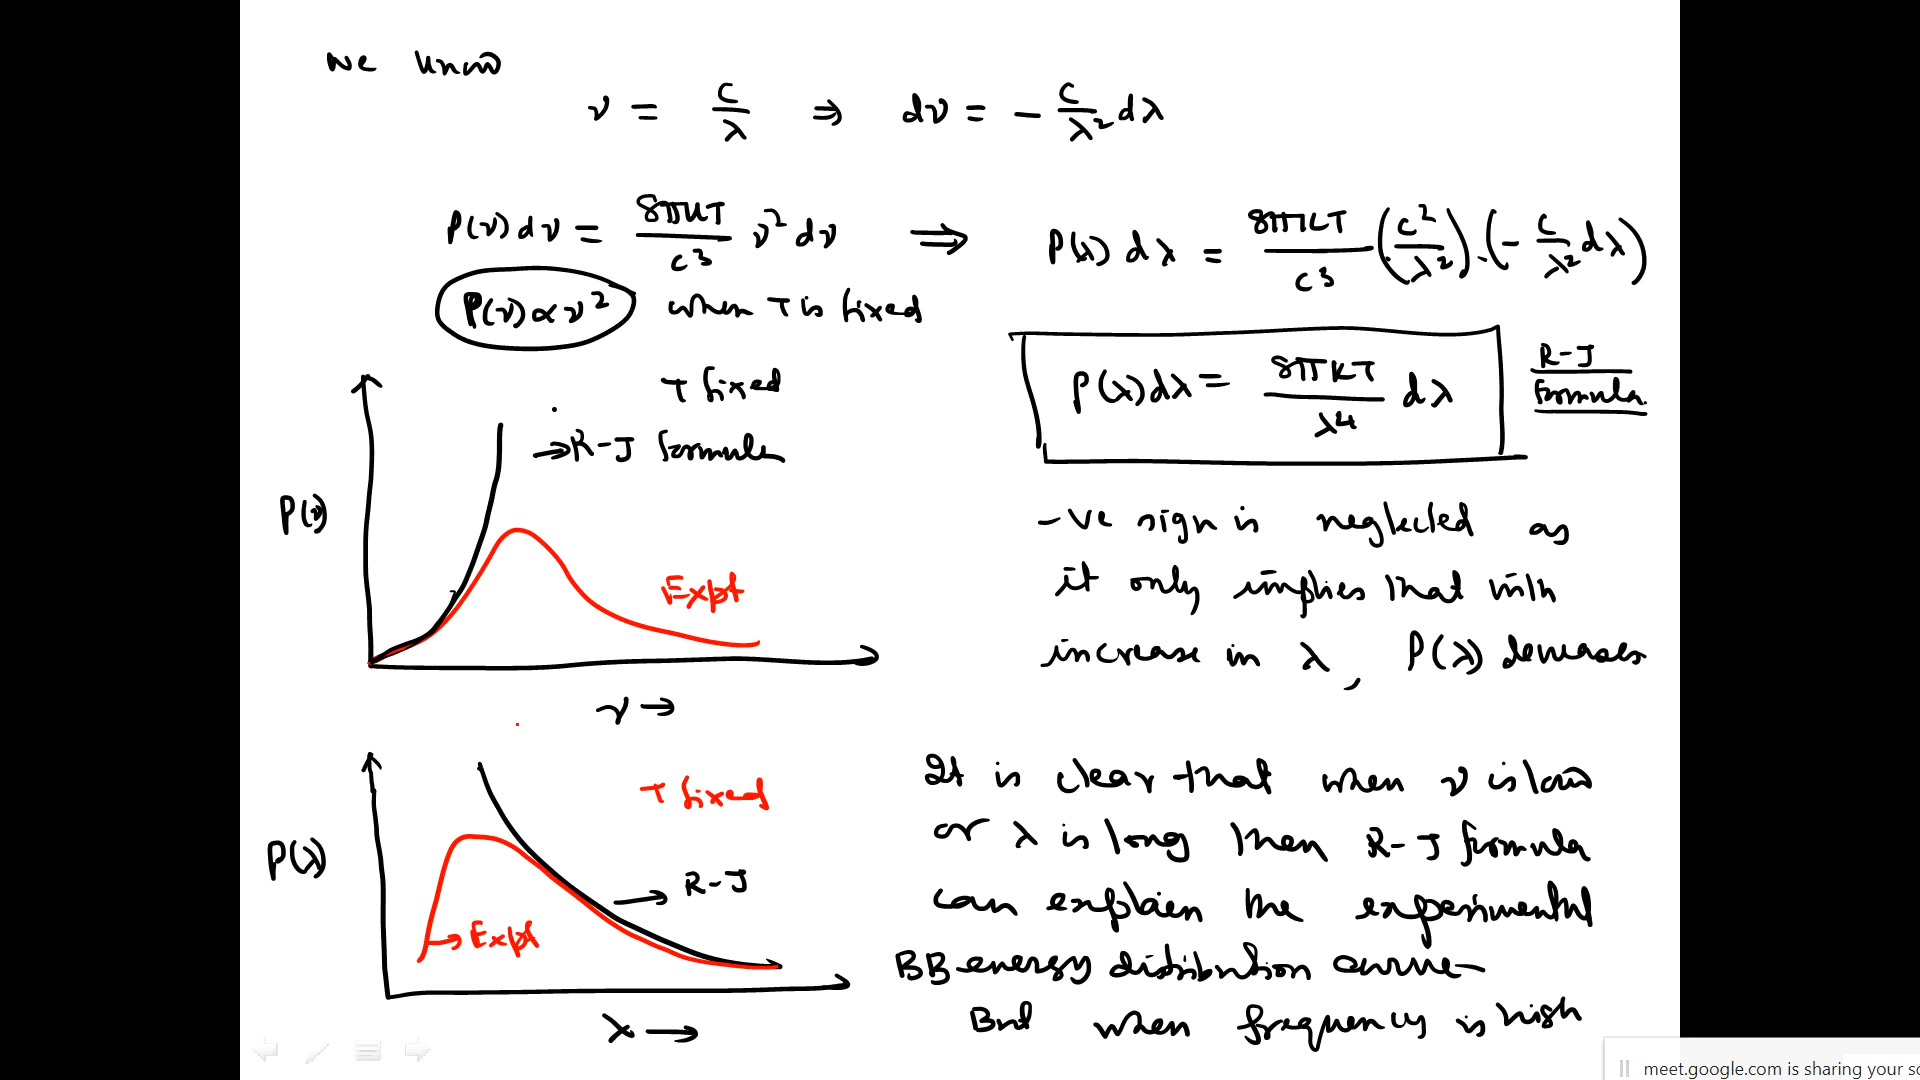 We know
ν = c/λ ⇒ dν = - c/λ² dλ
P(ν) dν = 8πKT/c³ ν² dν ⇒ P(λ) dλ = 8πKT/c³ (c²/λ²).(- c/λ² dλ)
P(ν) ∝ ν² when T is fixed
P(λ) dλ = 8πKT/λ⁴ dλ
R-J
Formula
T fixed
→ R-J formula
P(ν)
Expt
ν →
-ve sign is neglected as
it only implies that with
increase in λ, P(λ) decreases
T fixed
P(λ)
→ R-J
→ Expt
λ →
It is clear that when ν is low
or λ is long then R-J formula
can explain the experimental
BB energy distribution curve-
But when frequency is high
meet.google.com is sharing your sc